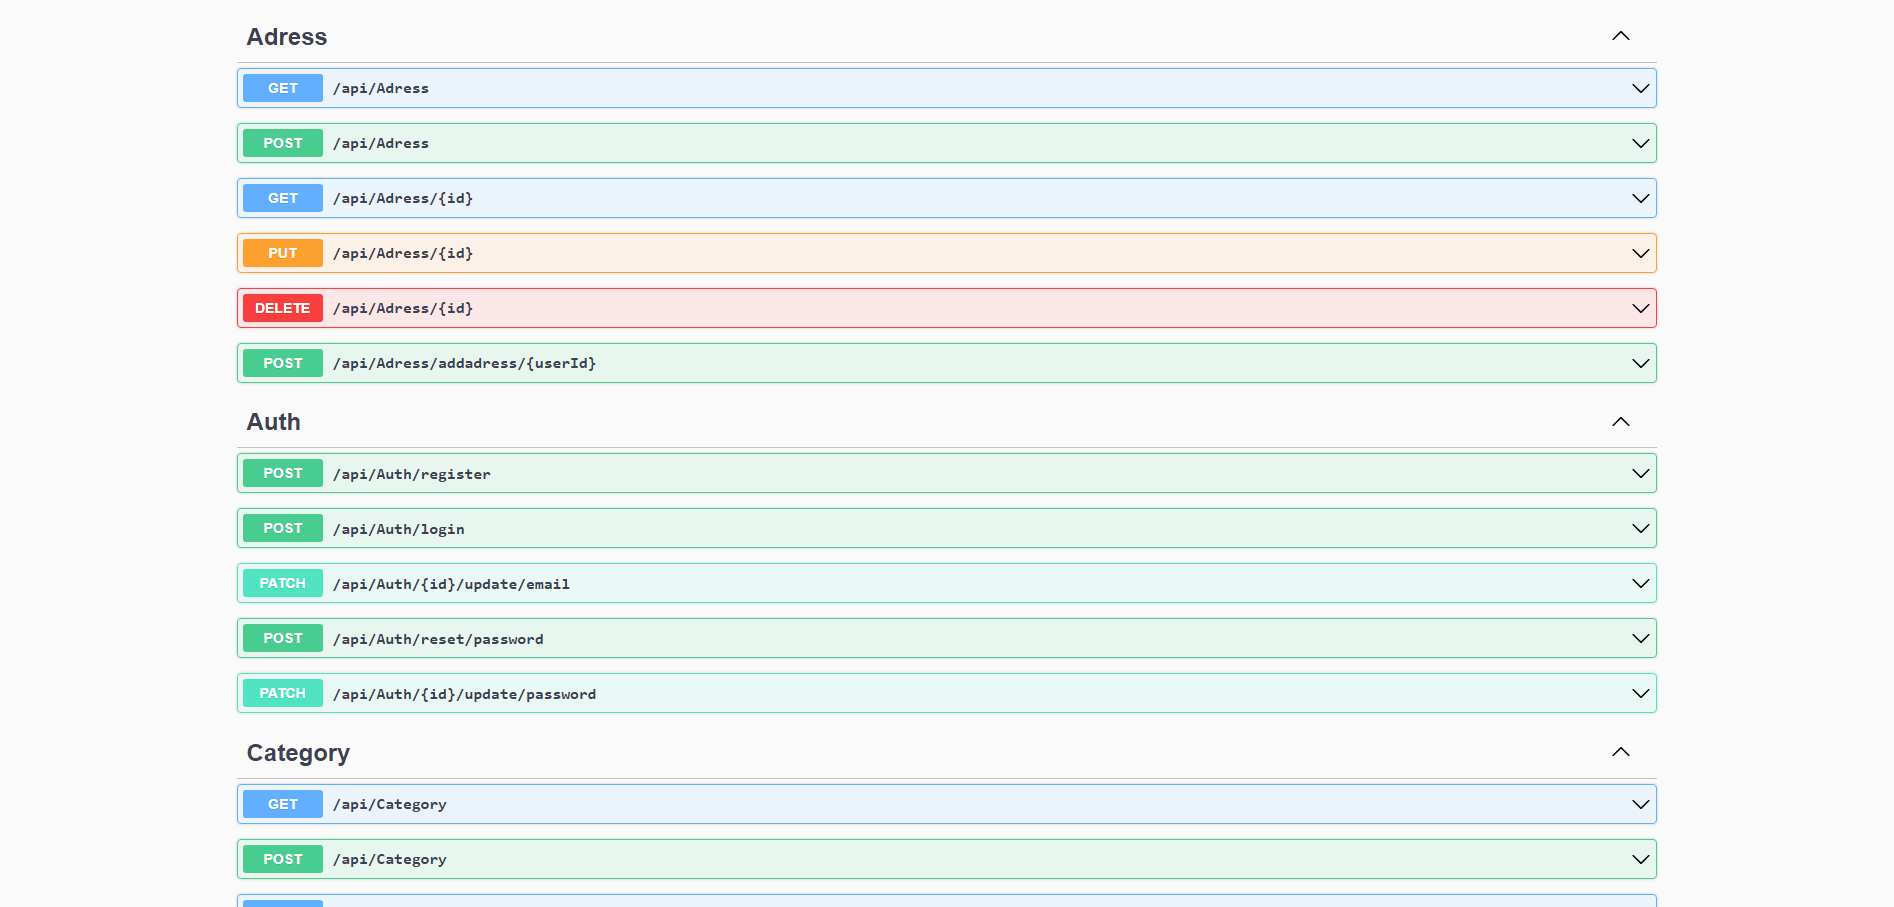 Adress
GET /api/Adress
POST /api/Adress
GET /api/Adress/{id}
PUT /api/Adress/{id}
DELETE /api/Adress/{id}
POST /api/Adress/addadress/{userId}
Auth
POST /api/Auth/register
POST /api/Auth/login
PATCH /api/Auth/{id}/update/email
POST /api/Auth/reset/password
PATCH /api/Auth/{id}/update/password
Category
GET /api/Category
POST /api/Category